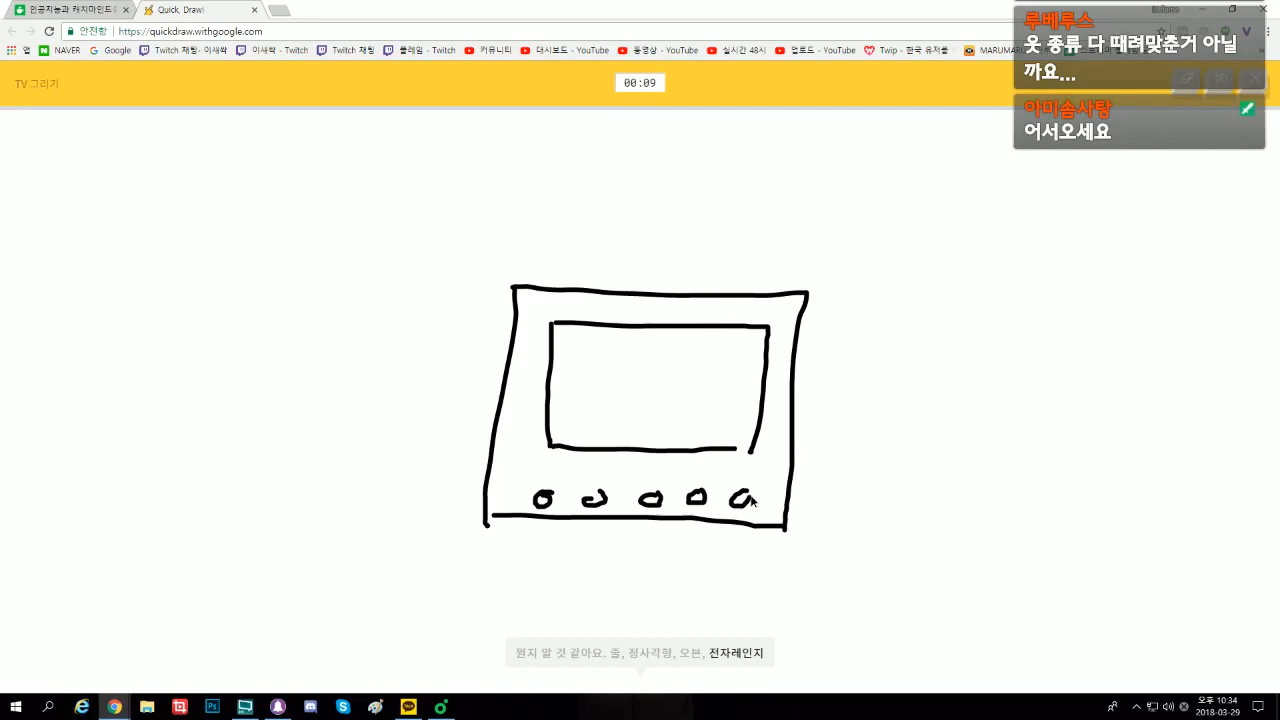 인공지능과 캐치마인드
Quick, Draw!
안전함
https://quickdraw.withgoogle.com
앱
NAVER
Google
Twitch 채팅 - 이새싹
이새싹 - Twitch
Twitch 채팅
플레임 - Twitch
커뮤니티
대시보드 - YouTube
동영상 - YouTube
실시간 48시
업로드 - YouTube
Twip - 한국 유저를
MARUMARU
TV 그리기
00:09
루베루스
옷 종류 다 때려맞춘거 아닐
까요...
아미솜사탕
어서오세요
뭔지 알 것 같아요. 줄, 정사각형, 오븐, 전자레인지
오후 10:34
2018-03-29